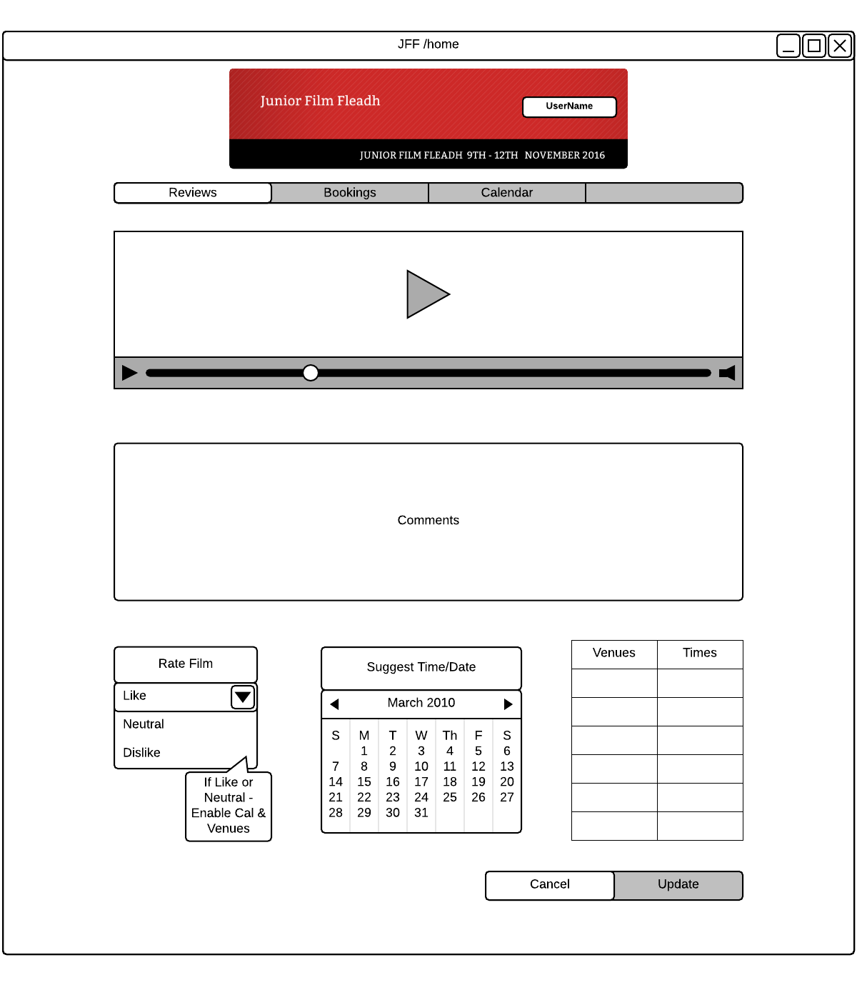 JFF /home
Junior Film Fleadh
UserName
JUNIOR FILM FLEADH 9TH - 12TH NOVEMBER 2016
Reviews Bookings Calendar
Comments
Rate Film
Like
Neutral
Dislike
If Like or
Neutral -
Enable Cal &
Venues
Suggest Time/Date
March 2010
S M T W Th F S
1 2 3 4 5 6
7 8 9 10 11 12 13
14 15 16 17 18 19 20
21 22 23 24 25 26 27
28 29 30 31
Venues Times
Cancel Update